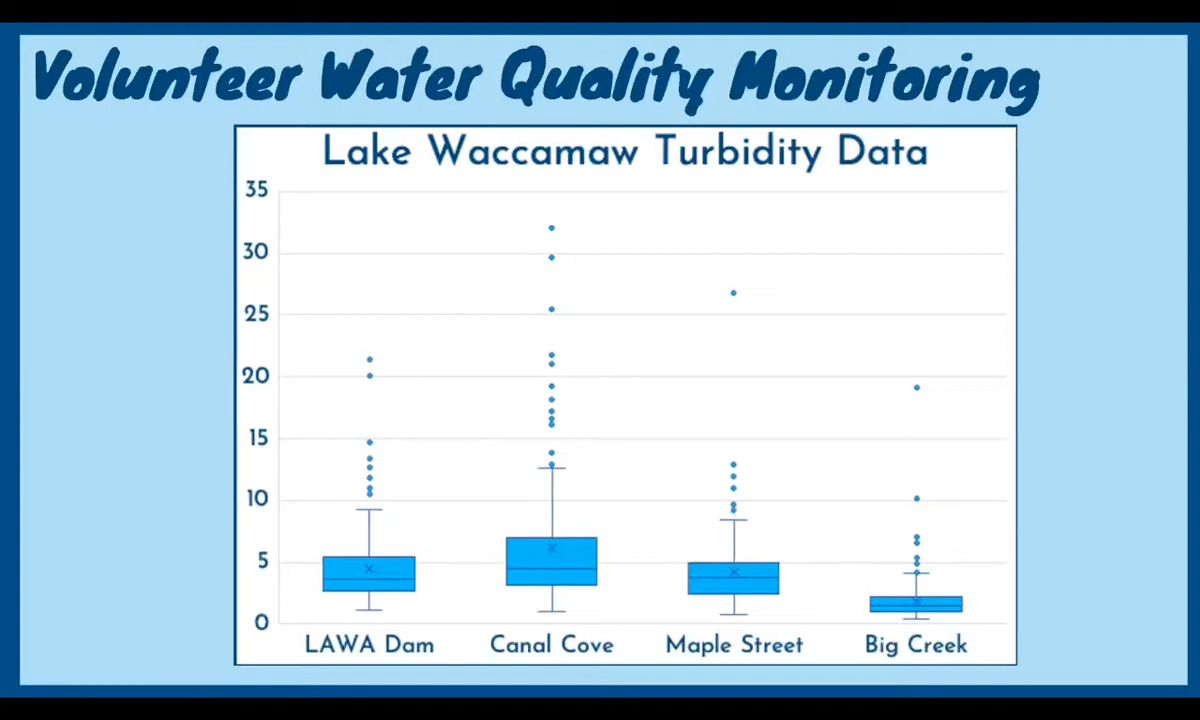 Volunteer Water Quality Monitoring
Lake Waccamaw Turbidity Data
35
30
25
20
15
10
5
0
LAWA Dam Canal Cove Maple Street Big Creek